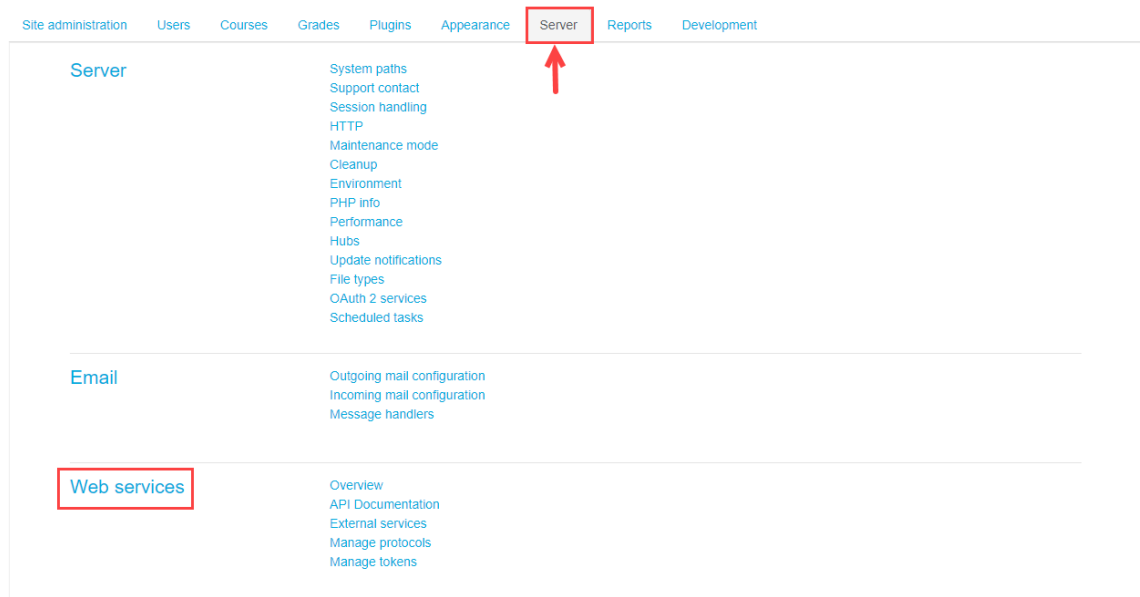 Site administration Users Courses Grades Plugins Appearance Server Reports Development
Server
System paths
Support contact
Session handling
HTTP
Maintenance mode
Cleanup
Environment
PHP info
Performance
Hubs
Update notifications
File types
OAuth 2 services
Scheduled tasks
Email
Outgoing mail configuration
Incoming mail configuration
Message handlers
Web services
Overview
API Documentation
External services
Manage protocols
Manage tokens